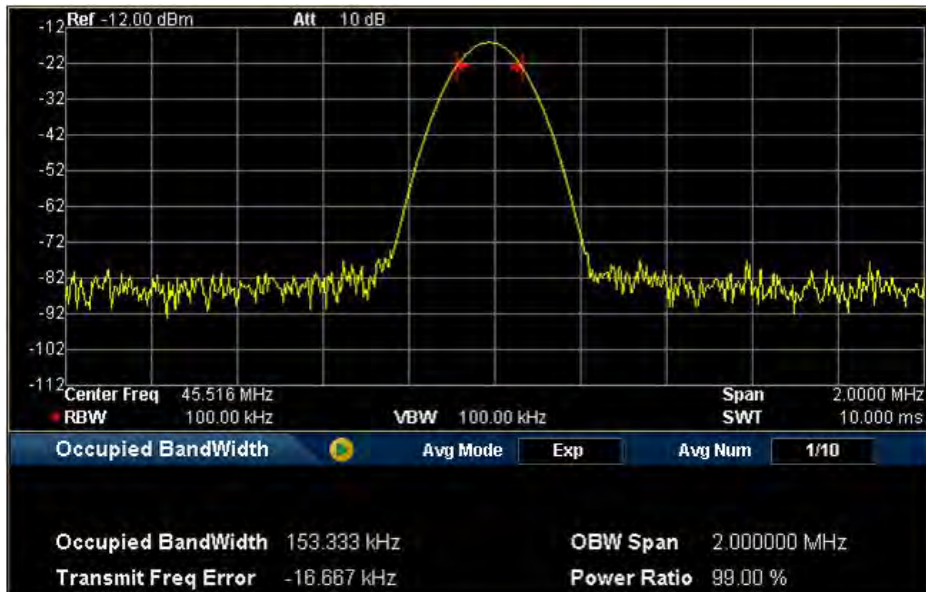 Ref -12.00 dBm Att 10 dB
-12
-22
-32
-42
-52
-62
-72
-82
-92
-102
-112
Center Freq 45.516 MHz Span 2.0000 MHz
RBW 100.00 kHz VBW 100.00 kHz SWT 10.000 ms
Occupied BandWidth Avg Mode Exp Avg Num 1/10
Occupied BandWidth 153.333 kHz OBW Span 2.000000 MHz
Transmit Freq Error -16.667 kHz Power Ratio 99.00 %